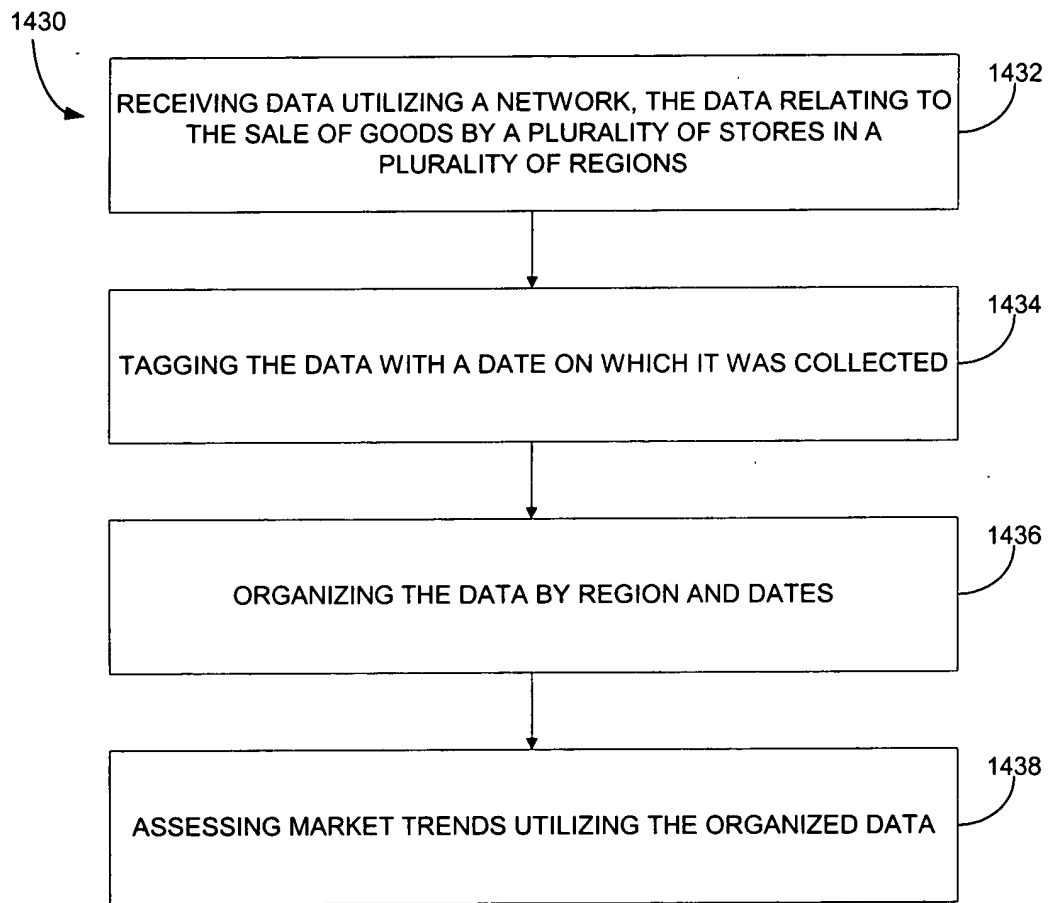 1430
1432
RECEIVING DATA UTILIZING A NETWORK, THE DATA RELATING TO
THE SALE OF GOODS BY A PLURALITY OF STORES IN A
PLURALITY OF REGIONS
1434
TAGGING THE DATA WITH A DATE ON WHICH IT WAS COLLECTED
1436
ORGANIZING THE DATA BY REGION AND DATES
1438
ASSESSING MARKET TRENDS UTILIZING THE ORGANIZED DATA